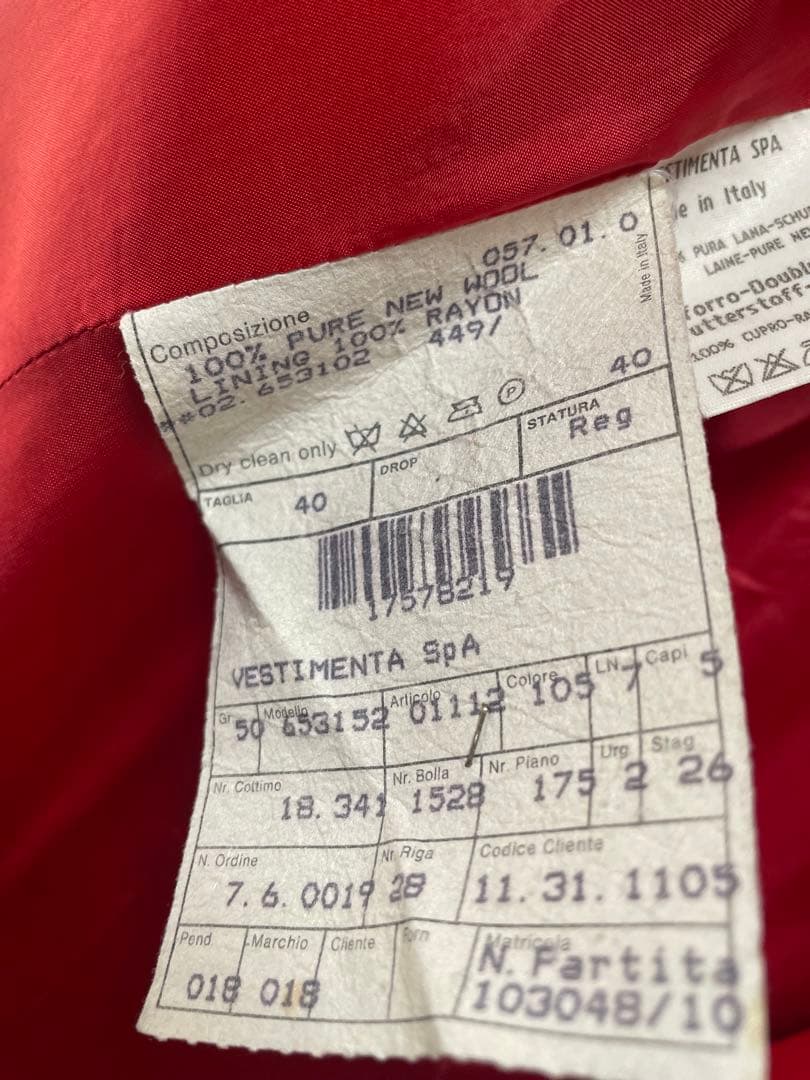 057.01.0
Composizione
100% PURE NEW WOOL
LINING 100% RAYON
**02.653102 449/
Made in Italy
40
Dry clean only
P
TAGLIA 40
DROP
STATURA Reg
17578219
VESTIMENTA SpA
Gr 50
Modello 653152
Articolo 01112
Colore 105
LN 7
Capi 5
Nr. Cottimo 18.341
Nr. Bolla 1528
Nr. Piano 175
Urg 2
Stag 26
N. Ordine 7.6.0019
Nr Riga 28
Codice Cliente 11.31.1105
Pend 018
Marchio 018
Cliente
Forn
Matricola
N. Partita
103048/10
VESTIMENTA SPA
in Italy
PURA LANA-SCHU
LAINE-PURE NE
forro-Doubl
utterstoff-
100% CUPRO-RA